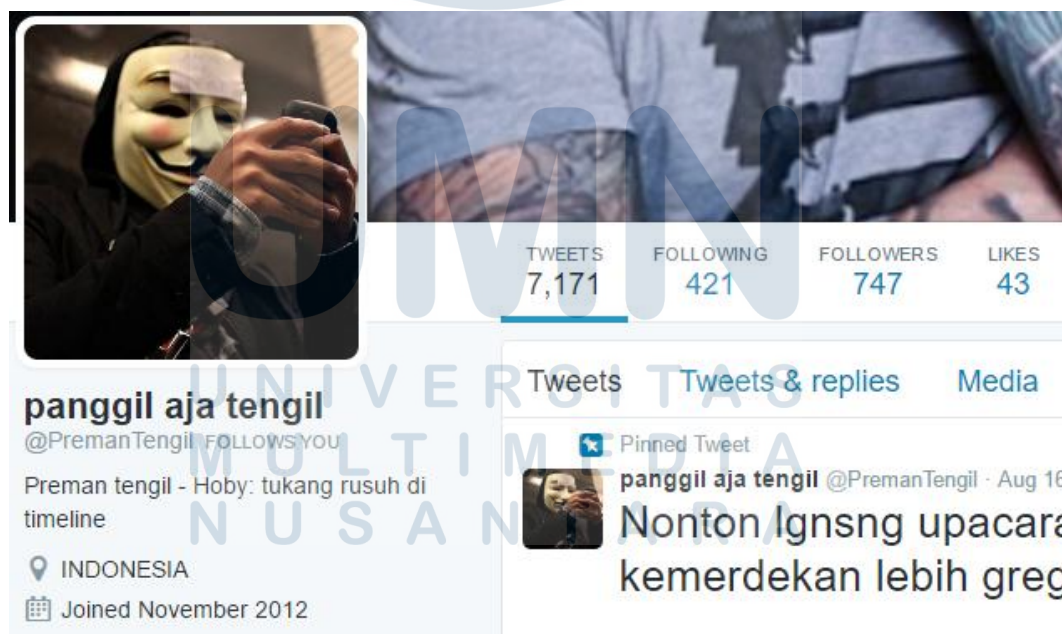 UMN
UNIVERSITAS
MULTIMEDIA
NUSANTARA
TWEETS FOLLOWING FOLLOWERS LIKES
7,171 421 747 43
panggil aja tengil
@PremanTengil FOLLOWS YOU
Preman tengil - Hoby: tukang rusuh di
timeline
INDONESIA
Joined November 2012
Tweets Tweets & replies Media
Pinned Tweet
panggil aja tengil @PremanTengil · Aug 16
Nonton lgnsng upacara
kemerdekan lebih greg